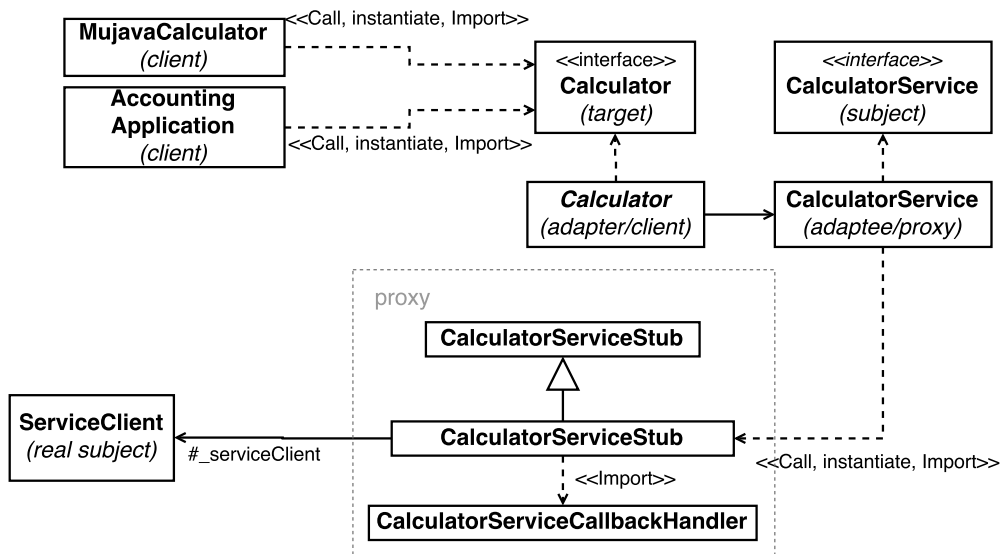 <<Call, instantiate, Import>>
MujavaCalculator
(client)
Accounting
Application
(client)
<<Call, instantiate, Import>>
<<interface>>
Calculator
(target)
<<interface>>
CalculatorService
(subject)
Calculator
(adapter/client)
CalculatorService
(adaptee/proxy)
proxy
CalculatorServiceStub
ServiceClient
(real subject)
#_serviceClient
CalculatorServiceStub
<<Call, instantiate, Import>>
<<Import>>
CalculatorServiceCallbackHandler